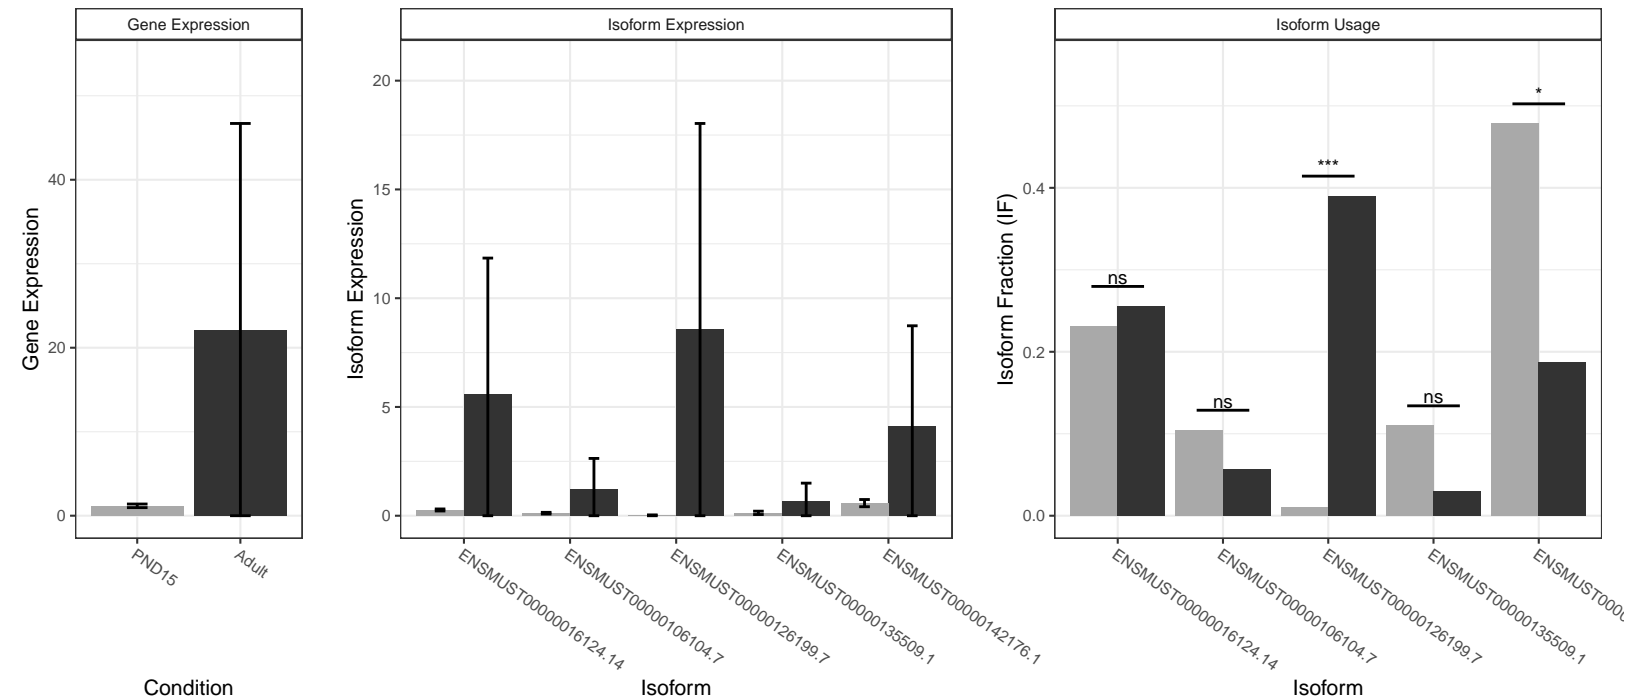 Gene Expression
Isoform Expression
Isoform Usage
Gene Expression
0
20
40
PND15
Adult
Condition
Isoform Expression
0
5
10
15
20
ENSMUST00000016124.14
ENSMUST00000106104.7
ENSMUST00000126199.7
ENSMUST00000135509.1
ENSMUST00000142176.1
Isoform
Isoform Fraction (IF)
0.0
0.2
0.4
ns
ns
***
ns
*
ENSMUST00000016124.14
ENSMUST00000106104.7
ENSMUST00000126199.7
ENSMUST00000135509.1
Isoform